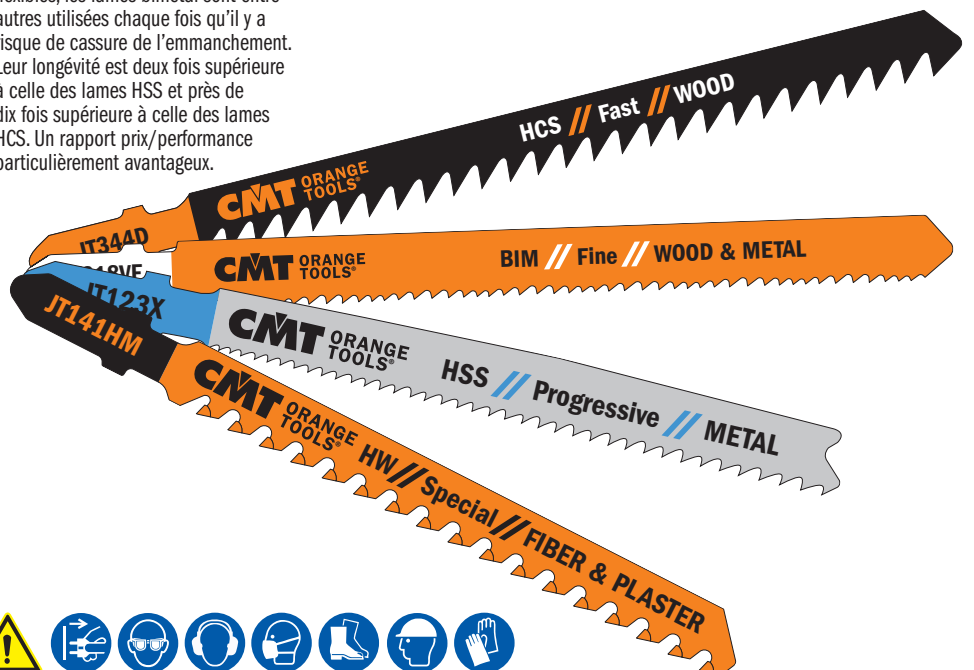 flexibles, les lames bimétal sont entre
autres utilisées chaque fois qu'il y a
risque de cassure de l'emmanchement.
Leur longévité est deux fois supérieure
à celle des lames HSS et près de
dix fois supérieure à celle des lames
HCS. Un rapport prix/performance
particulièrement avantageux.
JT344D
CMT ORANGE TOOLS®
HCS // Fast // WOOD
CMT ORANGE TOOLS®
BIM // Fine // WOOD & METAL
JT123X
CMT ORANGE TOOLS®
HSS // Progressive // METAL
JT141HM
CMT ORANGE TOOLS®
HW // Special // FIBER & PLASTER